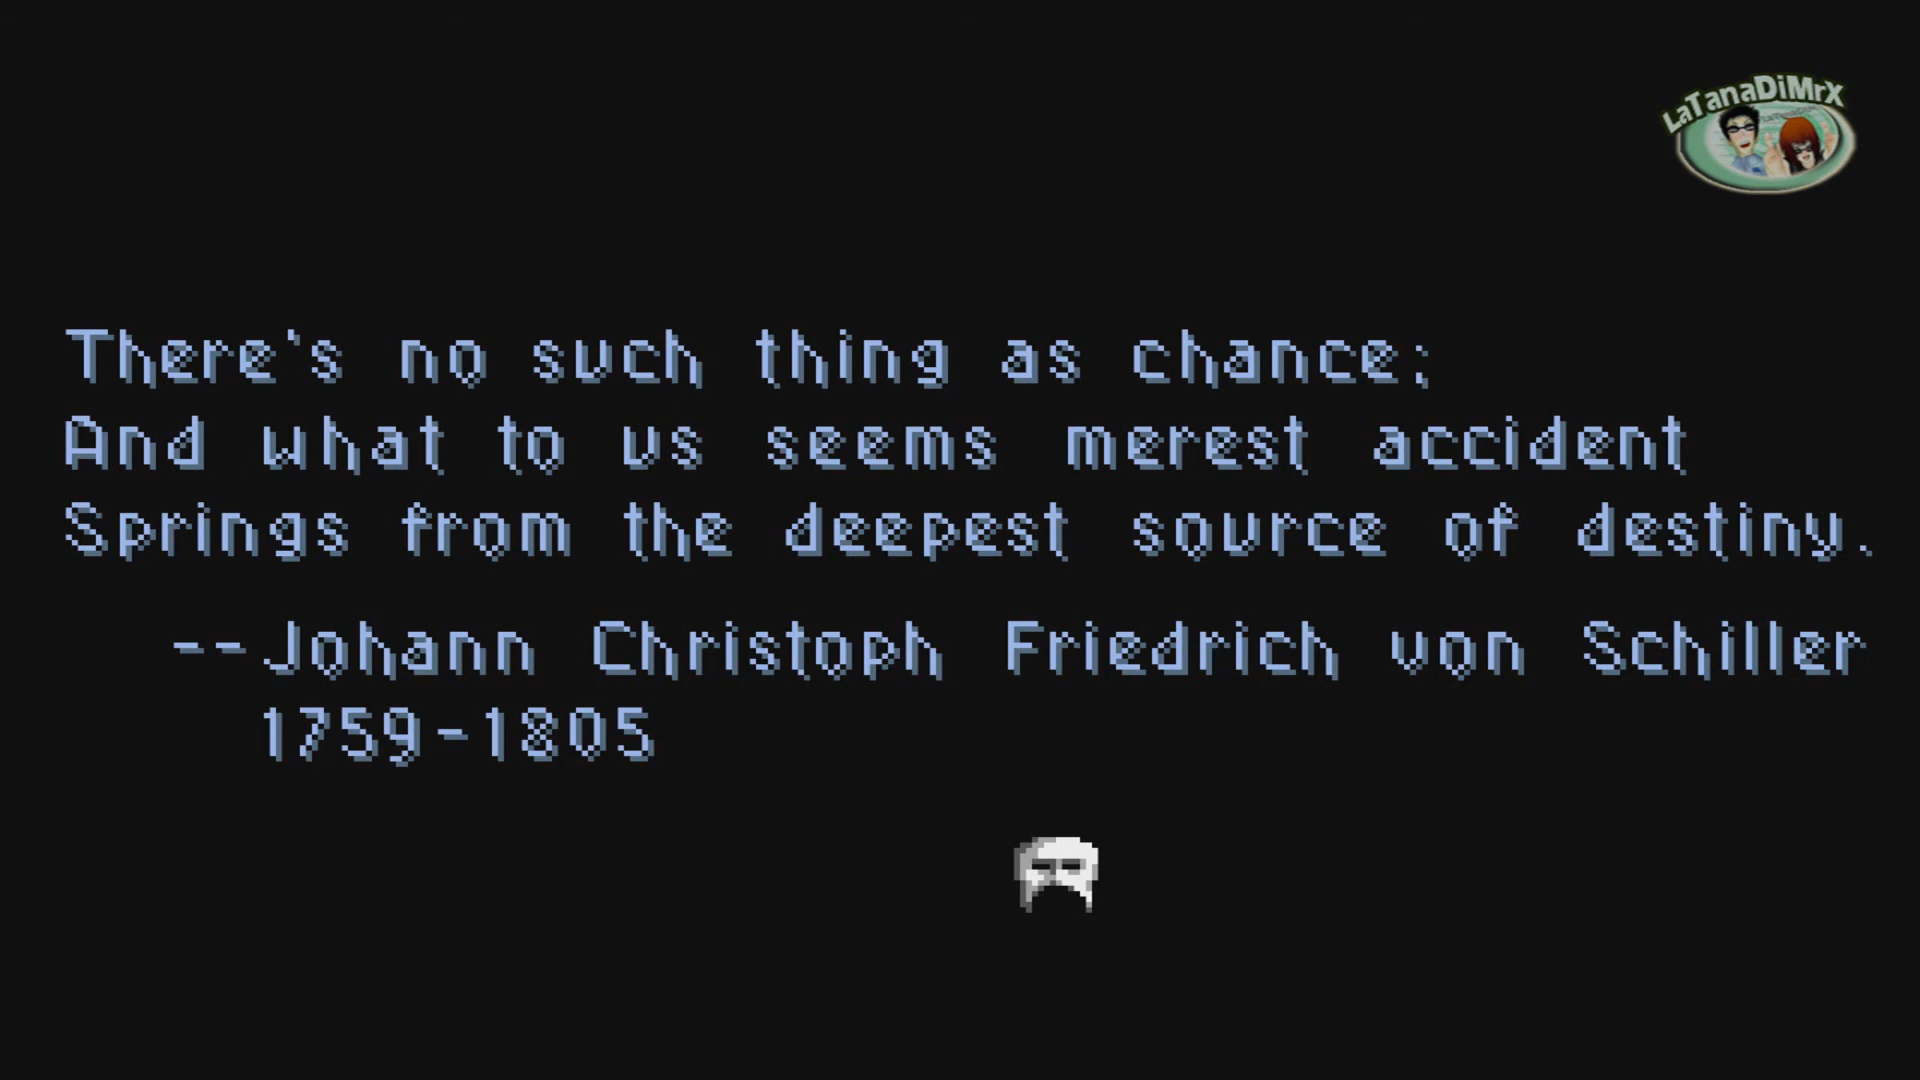 LaTanaDiMrX
There's no such thing as chance;
And what to us seems merest accident
Springs from the deepest source of destiny.
--Johann Christoph Friedrich von Schiller
1759-1805